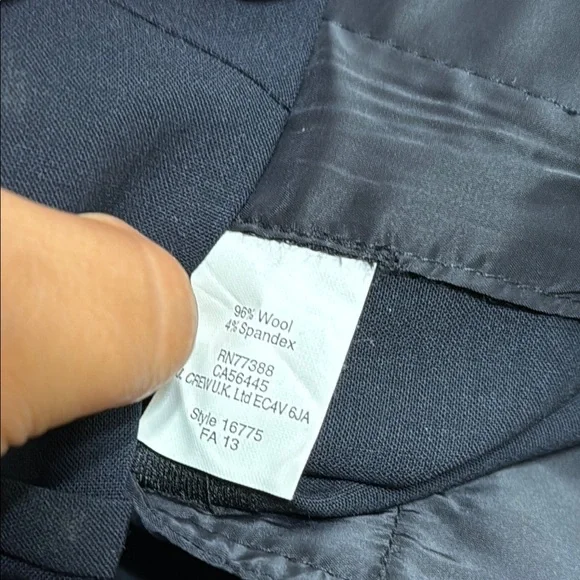 96% Wool
4% Spandex
RN77388
CA56445
CREW U.K. Ltd EC4V 6JA
Style 16775
FA 13